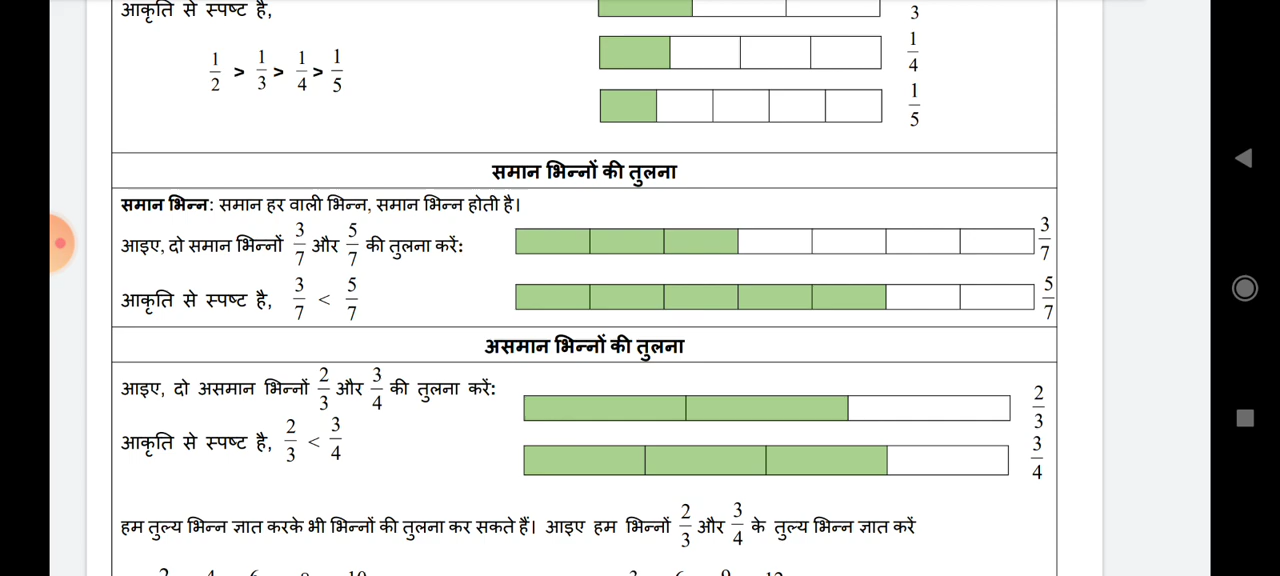 आकृति से स्पष्ट है,
3
1/2 > 1/3 > 1/4 > 1/5
1/4
1/5
समान भिन्नों की तुलना
समान भिन्न: समान हर वाली भिन्न, समान भिन्न होती है।
आइए, दो समान भिन्नों 3/7 और 5/7 की तुलना करें:
3/7
आकृति से स्पष्ट है, 3/7 < 5/7
5/7
असमान भिन्नों की तुलना
आइए, दो असमान भिन्नों 2/3 और 3/4 की तुलना करें:
2/3
आकृति से स्पष्ट है, 2/3 < 3/4
3/4
हम तुल्य भिन्न ज्ञात करके भी भिन्नों की तुलना कर सकते हैं। आइए हम भिन्नों 2/3 और 3/4 के तुल्य भिन्न ज्ञात करें